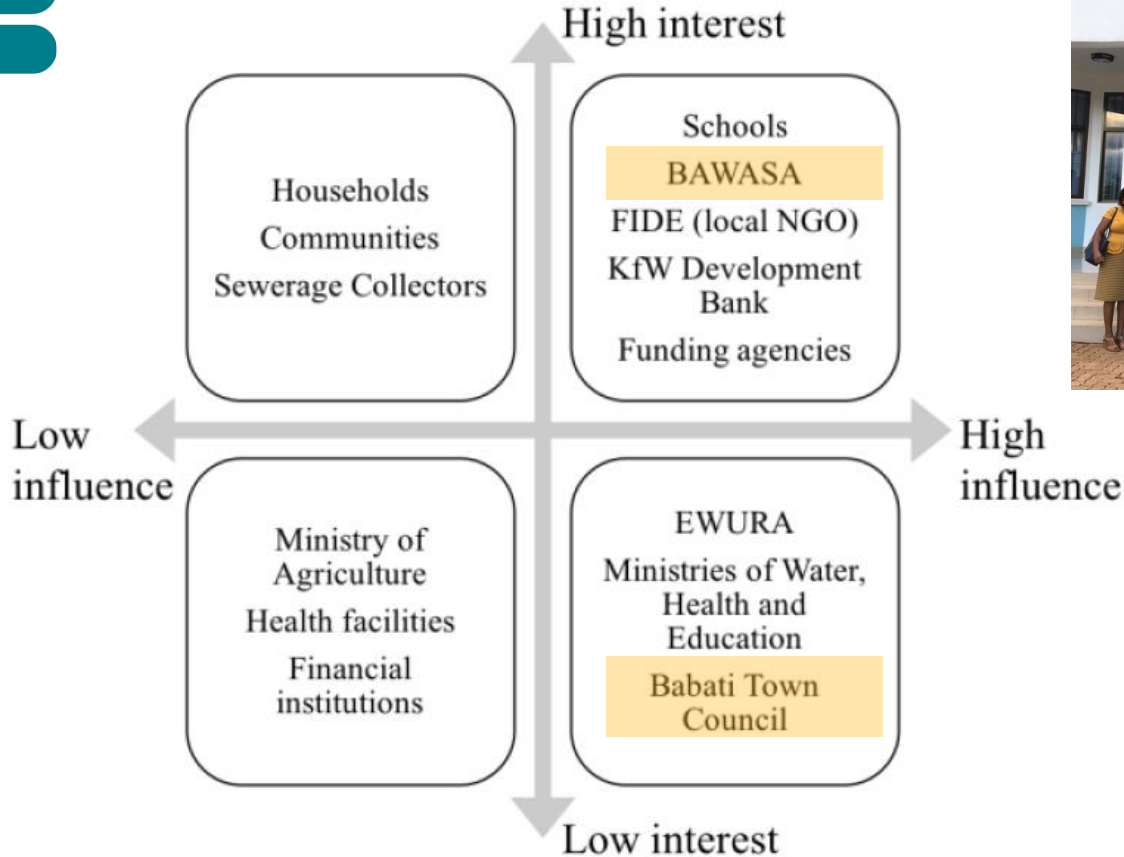 High interest
Households
Communities
Sewerage Collectors
Schools
BAWASA
FIDE (local NGO)
KfW Development
Bank
Funding agencies
Low
influence
High
influence
Ministry of
Agriculture
Health facilities
Financial
institutions
EWURA
Ministries of Water,
Health and
Education
Babati Town
Council
Low interest